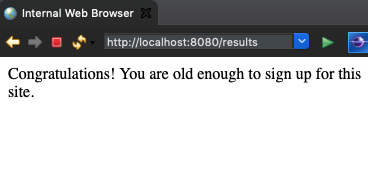 Internal Web Browser
http://localhost:8080/results
Congratulations! You are old enough to sign up for this
site.